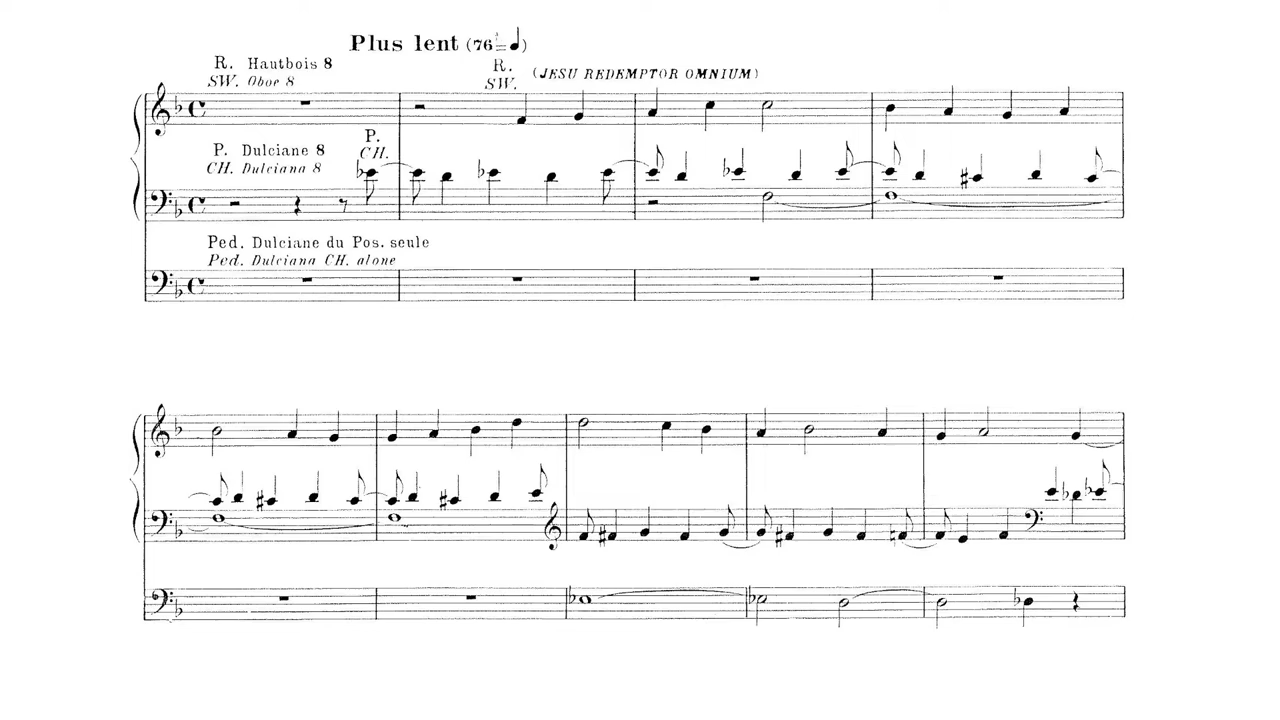 Plus lent (76 = ♩)
R. Hautbois 8
SW. Oboe 8
R.
SW.
(JESU REDEMPTOR OMNIUM)
P. Dulciane 8
CH. Dulciana 8
P.
CH.
Ped. Dulciane du Pos. seule
Ped. Dulciana CH. alone